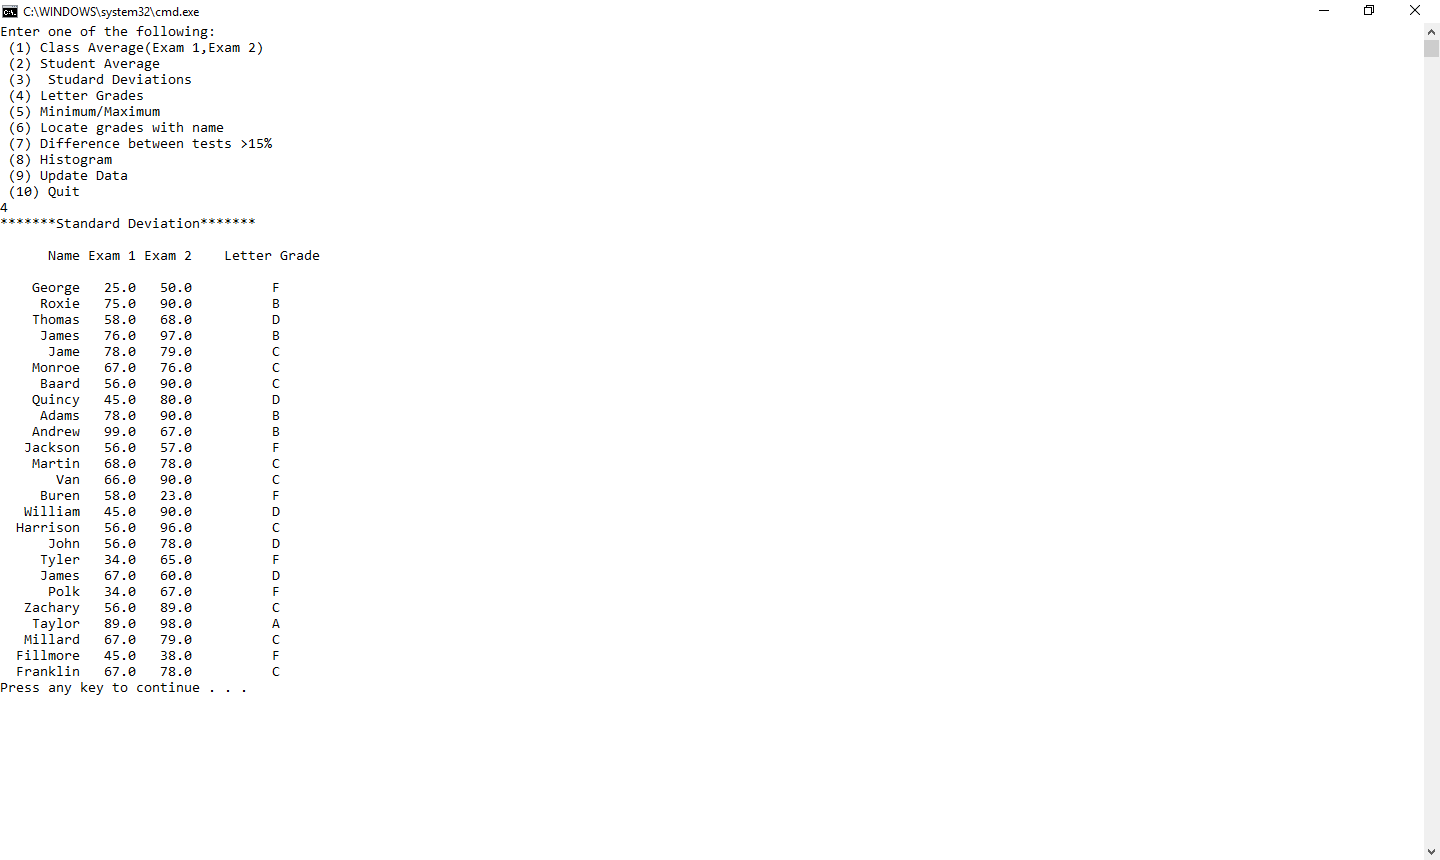 C:\WINDOWS\system32\cmd.exe
Enter one of the following:
 (1) Class Average(Exam 1,Exam 2)
 (2) Student Average
 (3)  Studard Deviations
 (4) Letter Grades
 (5) Minimum/Maximum
 (6) Locate grades with name
 (7) Difference between tests >15%
 (8) Histogram
 (9) Update Data
 (10) Quit
4
*******Standard Deviation*******
      Name Exam 1 Exam 2    Letter Grade
    George   25.0   50.0          F
     Roxie   75.0   90.0          B
    Thomas   58.0   68.0          D
     James   76.0   97.0          B
      Jame   78.0   79.0          C
    Monroe   67.0   76.0          C
     Baard   56.0   90.0          C
    Quincy   45.0   80.0          D
     Adams   78.0   90.0          B
    Andrew   99.0   67.0          B
   Jackson   56.0   57.0          F
    Martin   68.0   78.0          C
       Van   66.0   90.0          C
     Buren   58.0   23.0          F
   William   45.0   90.0          D
  Harrison   56.0   96.0          C
      John   56.0   78.0          D
     Tyler   34.0   65.0          F
     James   67.0   60.0          D
      Polk   34.0   67.0          F
   Zachary   56.0   89.0          C
    Taylor   89.0   98.0          A
   Millard   67.0   79.0          C
  Fillmore   45.0   38.0          F
  Franklin   67.0   78.0          C
Press any key to continue . . .